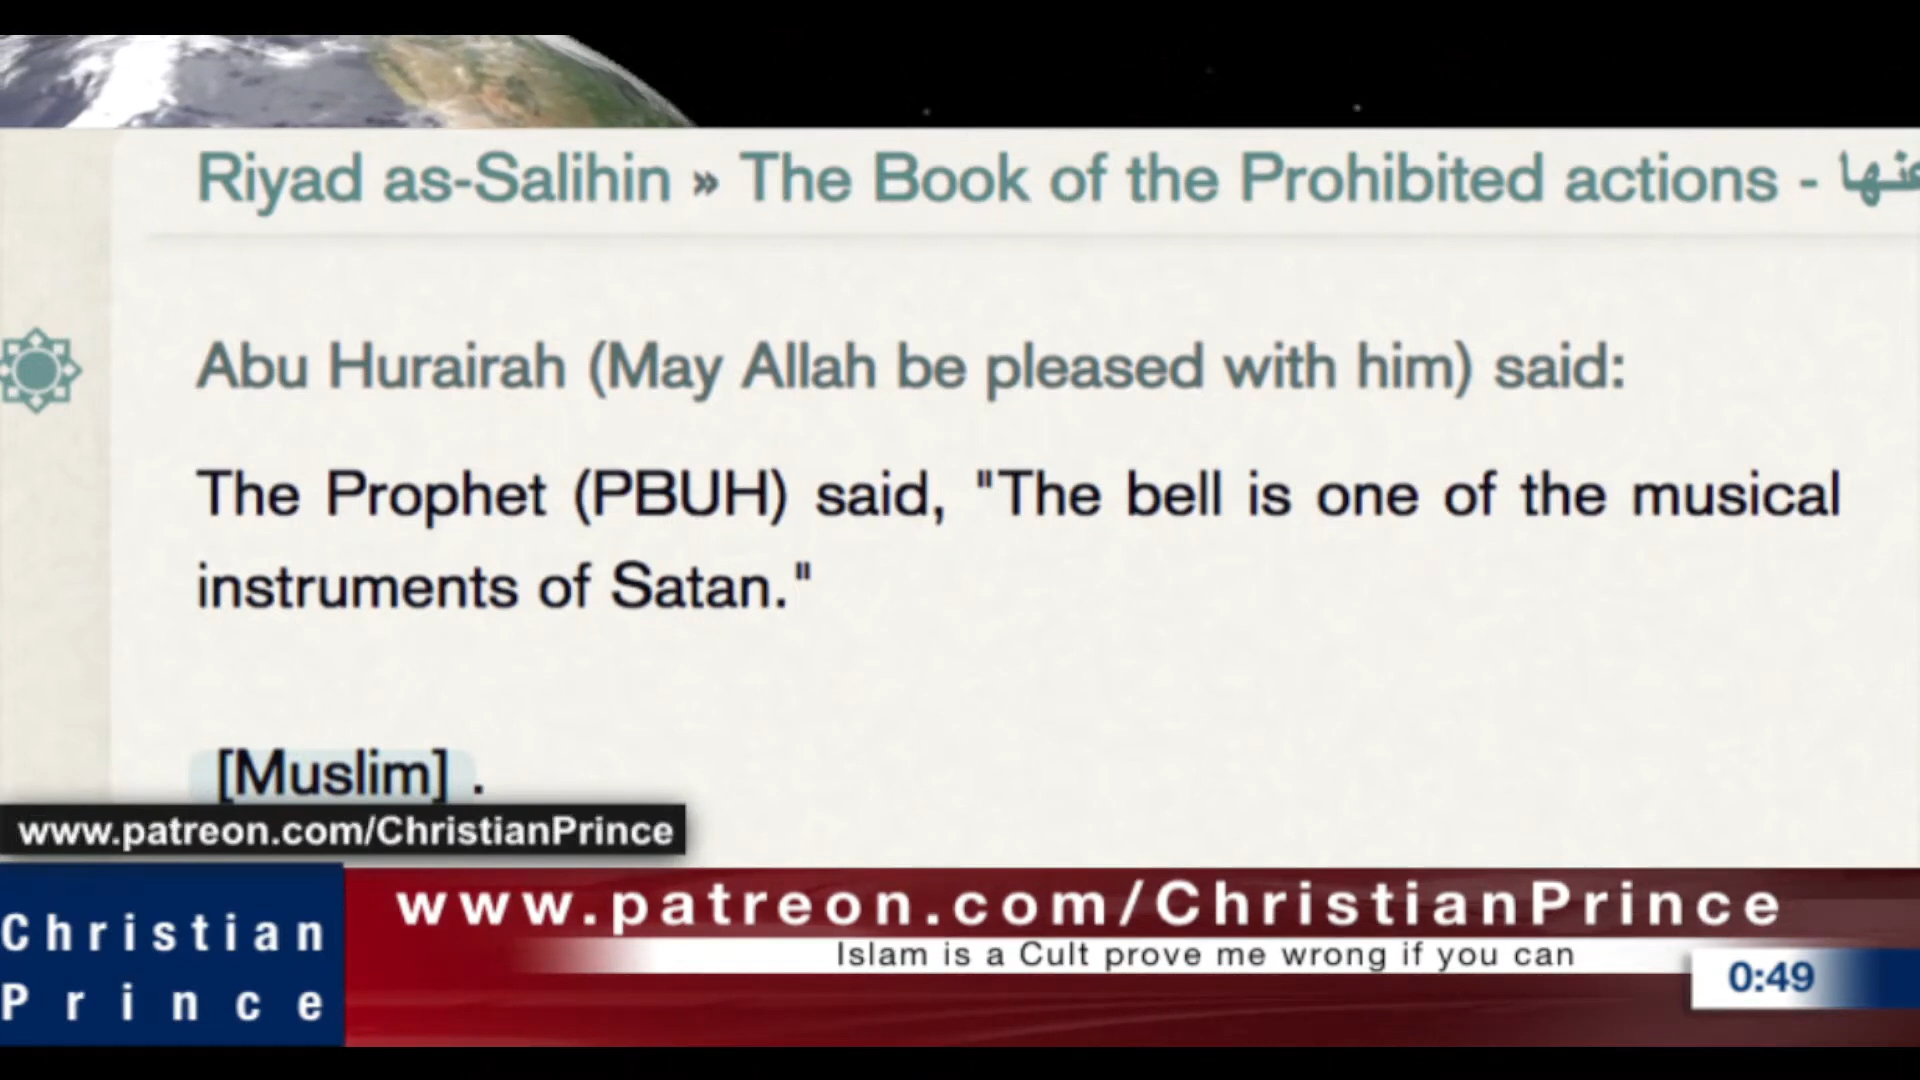 Riyad as-Salihin » The Book of the Prohibited actions - عنها
Abu Hurairah (May Allah be pleased with him) said:
The Prophet (PBUH) said, "The bell is one of the musical
instruments of Satan."
[Muslim] .
www.patreon.com/ChristianPrince
Christian
Prince
www.patreon.com/ChristianPrince
Islam is a Cult prove me wrong if you can
0:49